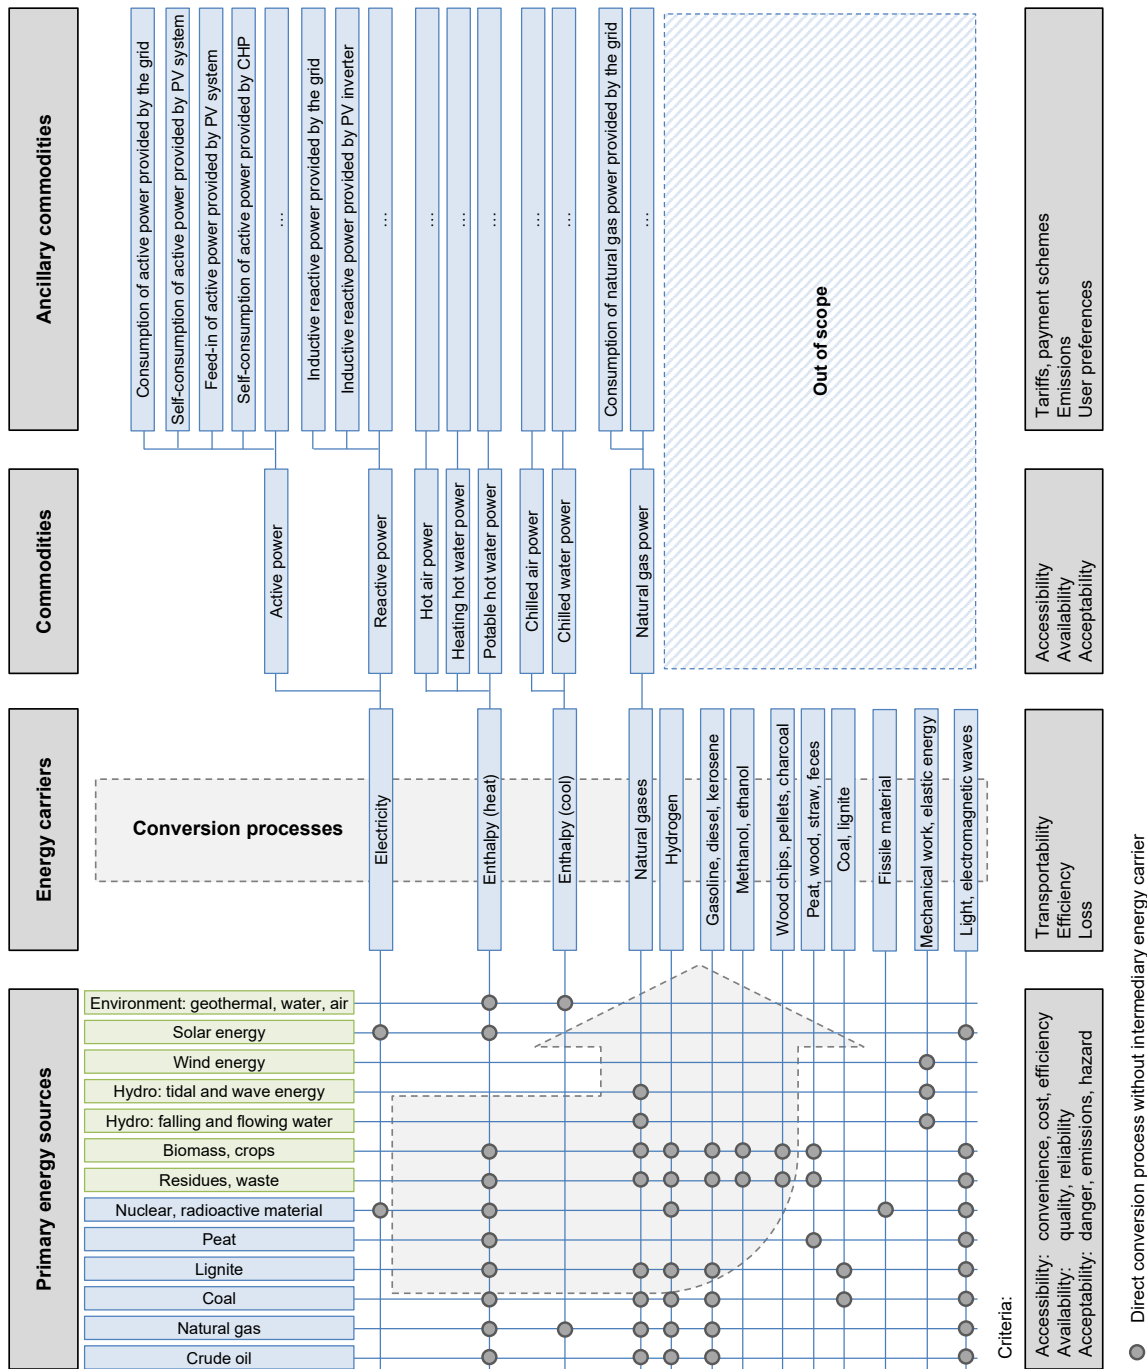 Primary energy sources
Energy carriers
Commodities
Ancillary commodities
Environment: geothermal, water, air
Solar energy
Wind energy
Hydro: tidal and wave energy
Hydro: falling and flowing water
Biomass, crops
Residues, waste
Nuclear, radioactive material
Peat
Lignite
Coal
Natural gas
Crude oil
Conversion processes
Electricity
Enthalpy (heat)
Enthalpy (cool)
Natural gases
Hydrogen
Gasoline, diesel, kerosene
Methanol, ethanol
Wood chips, pellets, charcoal
Peat, wood, straw, feces
Coal, lignite
Fissile material
Mechanical work, elastic energy
Light, electromagnetic waves
Active power
Reactive power
Hot air power
Heating hot water power
Potable hot water power
Chilled air power
Chilled water power
Natural gas power
Consumption of active power provided by the grid
Self-consumption of active power provided by PV system
Feed-in of active power provided by PV system
Self-consumption of active power provided by CHP
…
Inductive reactive power provided by the grid
Inductive reactive power provided by PV inverter
…
…
…
…
…
…
Consumption of natural gas power provided by the grid
…
Out of scope
Criteria:
Accessibility: convenience, cost, efficiency
Availability: quality, reliability
Acceptability: danger, emissions, hazard
Transportability
Efficiency
Loss
Accessibility
Availability
Acceptability
Tariffs, payment schemes
Emissions
User preferences
Direct conversion process without intermediary energy carrier